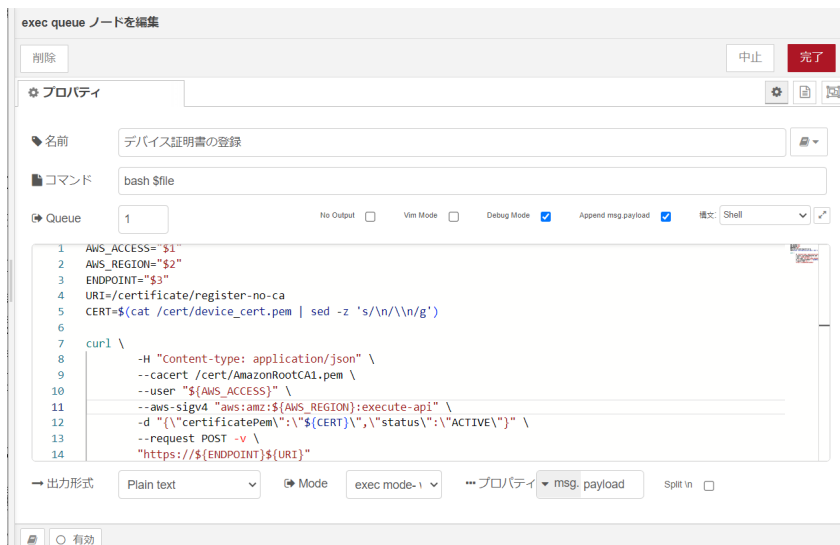 exec queue ノードを編集
削除 中止 完了
プロパティ
名前 デバイス証明書の登録
コマンド bash $file
Queue 1 No Output Vim Mode Debug Mode Append msg.payload 構文: Shell
1 AWS_ACCESS="$1"
2 AWS_REGION="$2"
3 ENDPOINT="$3"
4 URI=/certificate/register-no-ca
5 CERT=$(cat /cert/device_cert.pem | sed -z 's/\n/\\n/g')
6
7 curl \
8 -H "Content-type: application/json" \
9 --cacert /cert/AmazonRootCA1.pem \
10 --user "${AWS_ACCESS}" \
11 --aws-sigv4 "aws:amz:${AWS_REGION}:execute-api" \
12 -d "{\"certificatePem\":\"${CERT}\",\"status\":\"ACTIVE\"}" \
13 --request POST -v \
14 "https://${ENDPOINT}${URI}"
出力形式 Plain text Mode exec mode- プロパティ msg. payload Split \n
有効